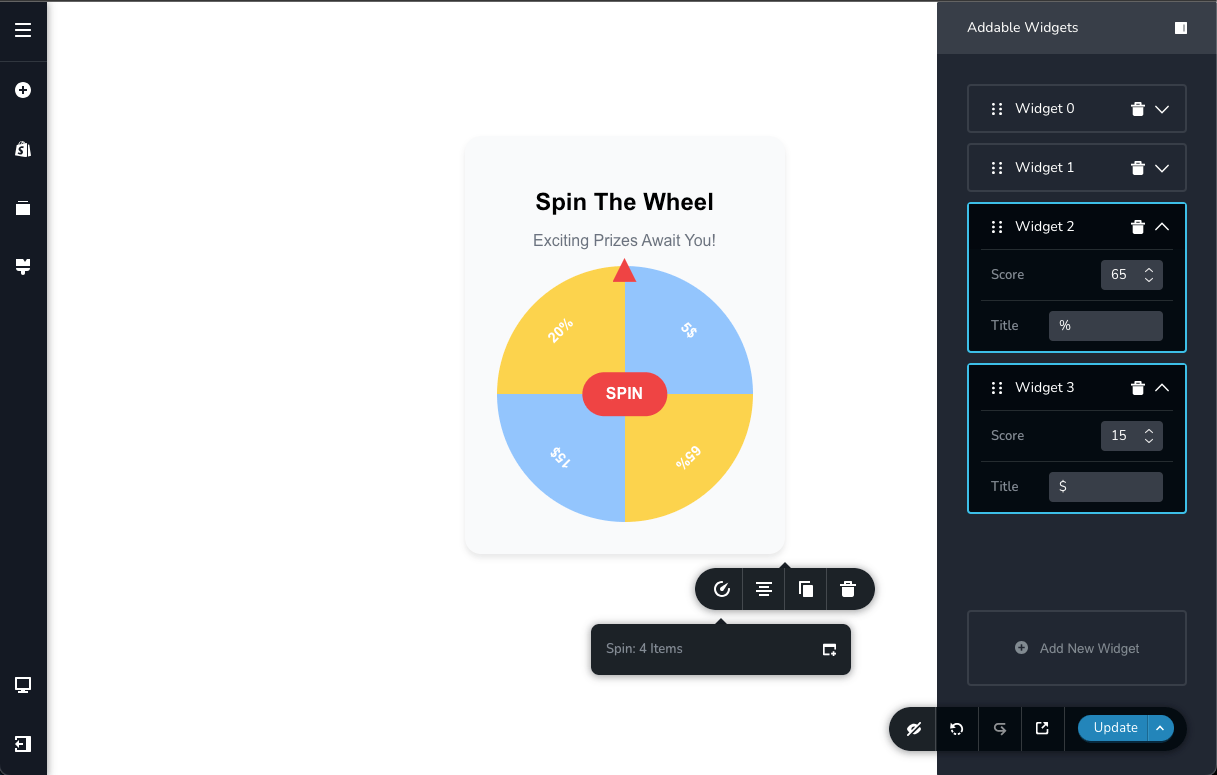 Addable Widgets
Widget 0
Widget 1
Widget 2
Score 65
Title %
Widget 3
Score 15
Title $
Add New Widget
Update
Spin The Wheel
Exciting Prizes Await You!
20%
5$
SPIN
15$
65%
Spin: 4 Items